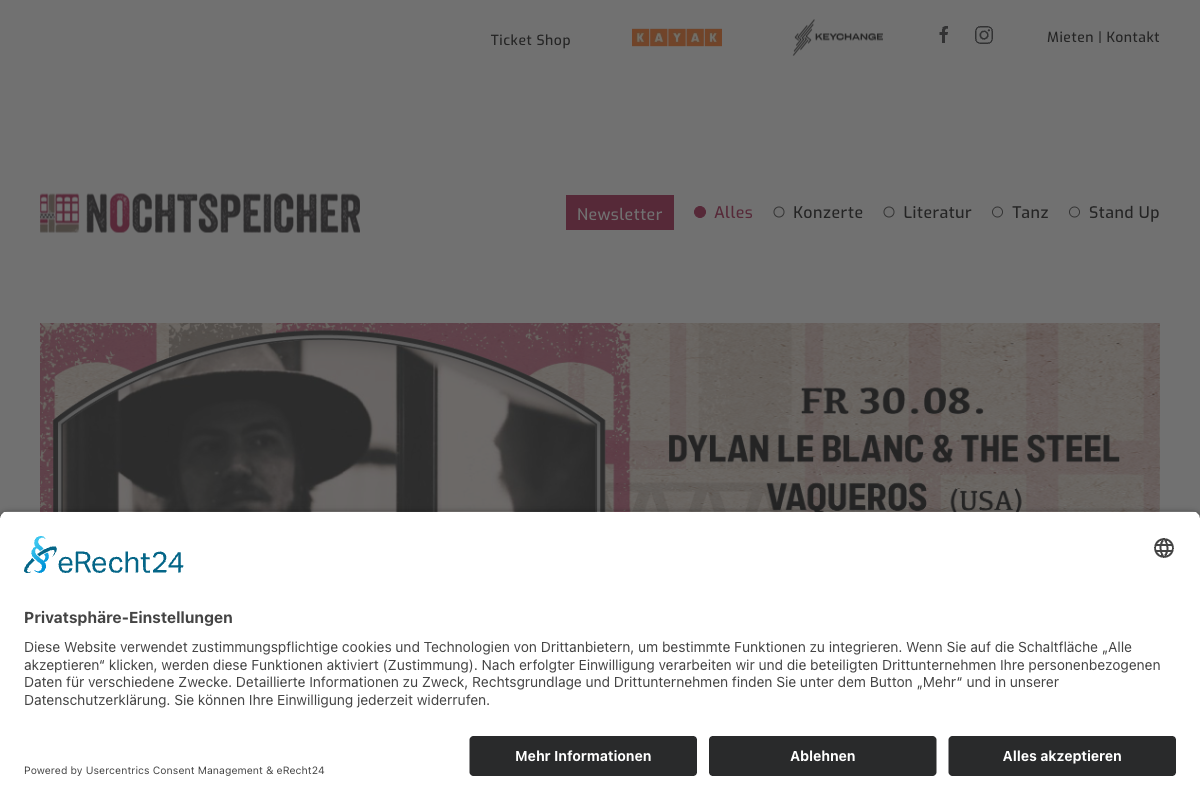 Ticket Shop
KAYAK
KEYCHANGE
Mieten | Kontakt
NOCHTSPEICHER
Newsletter
Alles
Konzerte
Literatur
Tanz
Stand Up
FR 30.08.
DYLAN LE BLANC & THE STEEL
VAQUEROS (USA)
eRecht24
Privatsphäre-Einstellungen
Diese Website verwendet zustimmungspflichtige cookies und Technologien von Drittanbietern, um bestimmte Funktionen zu integrieren. Wenn Sie auf die Schaltfläche „Alle
akzeptieren“ klicken, werden diese Funktionen aktiviert (Zustimmung). Nach erfolgter Einwilligung verarbeiten wir und die beteiligten Drittunternehmen Ihre personenbezogenen
Daten für verschiedene Zwecke. Detaillierte Informationen zu Zweck, Rechtsgrundlage und Drittunternehmen finden Sie unter dem Button „Mehr“ und in unserer
Datenschutzerklärung. Sie können Ihre Einwilligung jederzeit widerrufen.
Mehr Informationen
Ablehnen
Alles akzeptieren
Powered by Usercentrics Consent Management & eRecht24